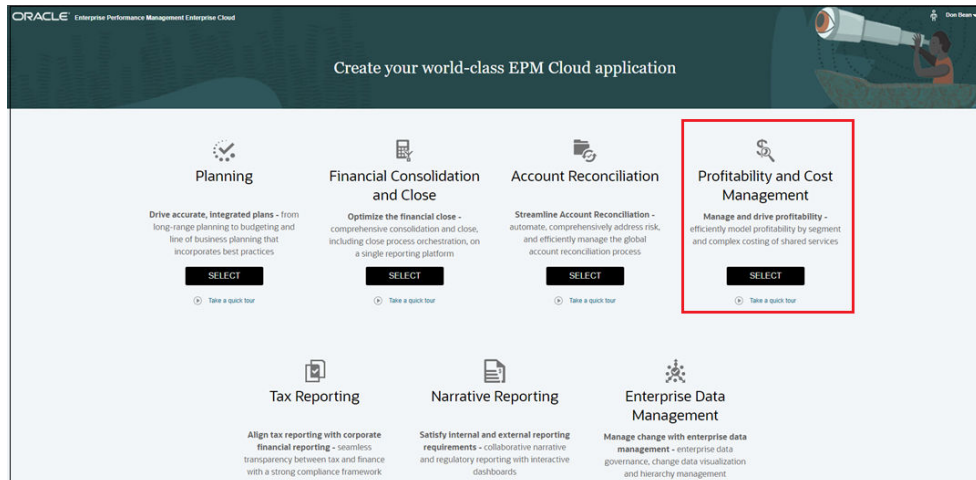 ORACLE Enterprise Performance Management Enterprise Cloud
Don Bean
Create your world-class EPM Cloud application
Planning
Drive accurate, integrated plans - from
long-range planning to budgeting and
line of business planning that
incorporates best practices
SELECT
Take a quick tour
Financial Consolidation
and Close
Optimize the financial close -
comprehensive consolidation and close,
including close process orchestration, on
a single reporting platform
SELECT
Take a quick tour
Account Reconciliation
Streamline Account Reconciliation -
automate, comprehensively address risk,
and efficiently manage the global
account reconciliation process
SELECT
Take a quick tour
Profitability and Cost
Management
Manage and drive profitability -
efficiently model profitability by segment
and complex costing of shared services
SELECT
Take a quick tour
Tax Reporting
Align tax reporting with corporate
financial reporting - seamless
transparency between tax and finance
with a strong compliance framework
Narrative Reporting
Satisfy internal and external reporting
requirements - collaborative narrative
and regulatory reporting with interactive
dashboards
Enterprise Data
Management
Manage change with enterprise data
management - enterprise data
governance, change data visualization
and hierarchy management